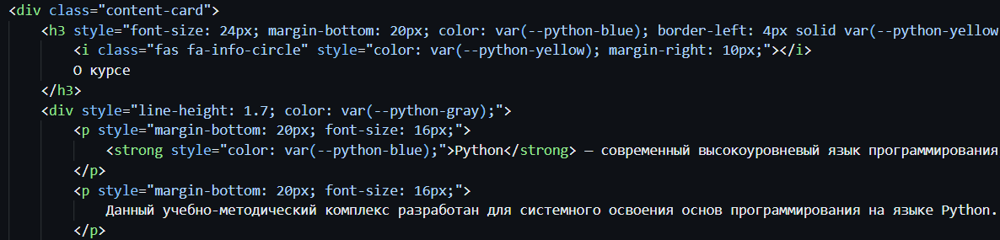 <div class="content-card">
<h3 style="font-size: 24px; margin-bottom: 20px; color: var(--python-blue); border-left: 4px solid var(--python-yellow
<i class="fas fa-info-circle" style="color: var(--python-yellow); margin-right: 10px;"></i>
О курсе
</h3>
<div style="line-height: 1.7; color: var(--python-gray);">
<p style="margin-bottom: 20px; font-size: 16px;">
<strong style="color: var(--python-blue);">Python</strong> — современный высокоуровневый язык программирования
</p>
<p style="margin-bottom: 20px; font-size: 16px;">
Данный учебно-методический комплекс разработан для системного освоения основ программирования на языке Python.
</p>